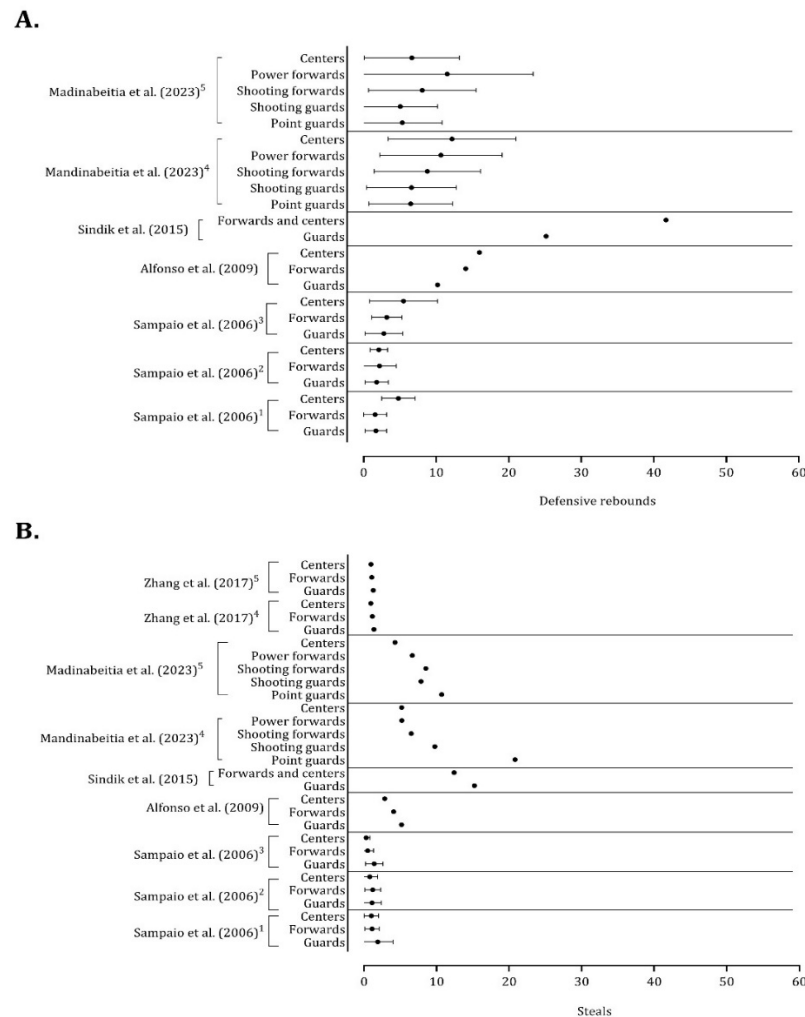 A.
Centers
Power forwards
Madinabeitia et al. (2023)5
Shooting forwards
Shooting guards
Point guards
Centers
Power forwards
Mandinabeitia et al. (2023)4
Shooting forwards
Shooting guards
Point guards
Forwards and centers
Sindik et al. (2015)
Guards
Centers
Alfonso et al. (2009)
Forwards
Guards
Centers
Sampaio et al. (2006)3
Forwards
Guards
Centers
Sampaio et al. (2006)2
Forwards
Guards
Centers
Sampaio et al. (2006)1
Forwards
Guards
0 10 20 30 40 50 60
Defensive rebounds
B.
Centers
Zhang et al. (2017)5
Forwards
Guards
Centers
Zhang et al. (2017)4
Forwards
Guards
Centers
Power forwards
Madinabeitia et al. (2023)5
Shooting forwards
Shooting guards
Point guards
Centers
Power forwards
Mandinabeitia et al. (2023)4
Shooting forwards
Shooting guards
Point guards
Forwards and centers
Sindik et al. (2015)
Guards
Centers
Alfonso et al. (2009)
Forwards
Guards
Centers
Sampaio et al. (2006)3
Forwards
Guards
Centers
Sampaio et al. (2006)2
Forwards
Guards
Centers
Sampaio et al. (2006)1
Forwards
Guards
0 10 20 30 40 50 60
Steals